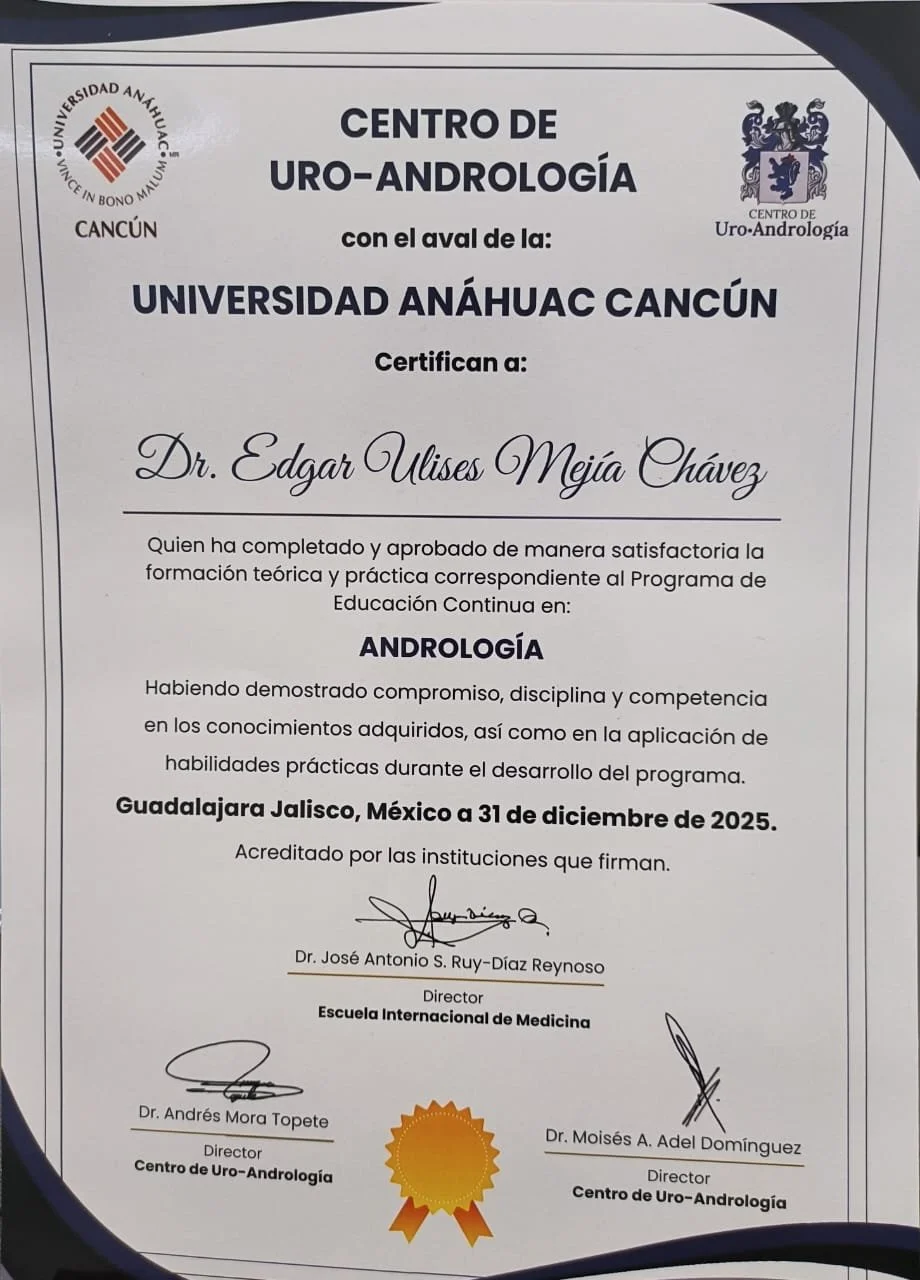 UNIVERSIDAD ANÁHUAC
VINCE IN BONO MALUM
CANCÚN
CENTRO DE
URO-ANDROLOGÍA
CENTRO DE
Uro•Andrología
con el aval de la:
UNIVERSIDAD ANÁHUAC CANCÚN
Certifican a:
Dr. Edgar Ulises Mejía Chávez
Quien ha completado y aprobado de manera satisfactoria la
formación teórica y práctica correspondiente al Programa de
Educación Continua en:
ANDROLOGÍA
Habiendo demostrado compromiso, disciplina y competencia
en los conocimientos adquiridos, así como en la aplicación de
habilidades prácticas durante el desarrollo del programa.
Guadalajara Jalisco, México a 31 de diciembre de 2025.
Acreditado por las instituciones que firman.
Dr. José Antonio S. Ruy-Díaz Reynoso
Director
Escuela Internacional de Medicina
Dr. Andrés Mora Topete
Director
Centro de Uro-Andrología
Dr. Moisés A. Adel Domínguez
Director
Centro de Uro-Andrología